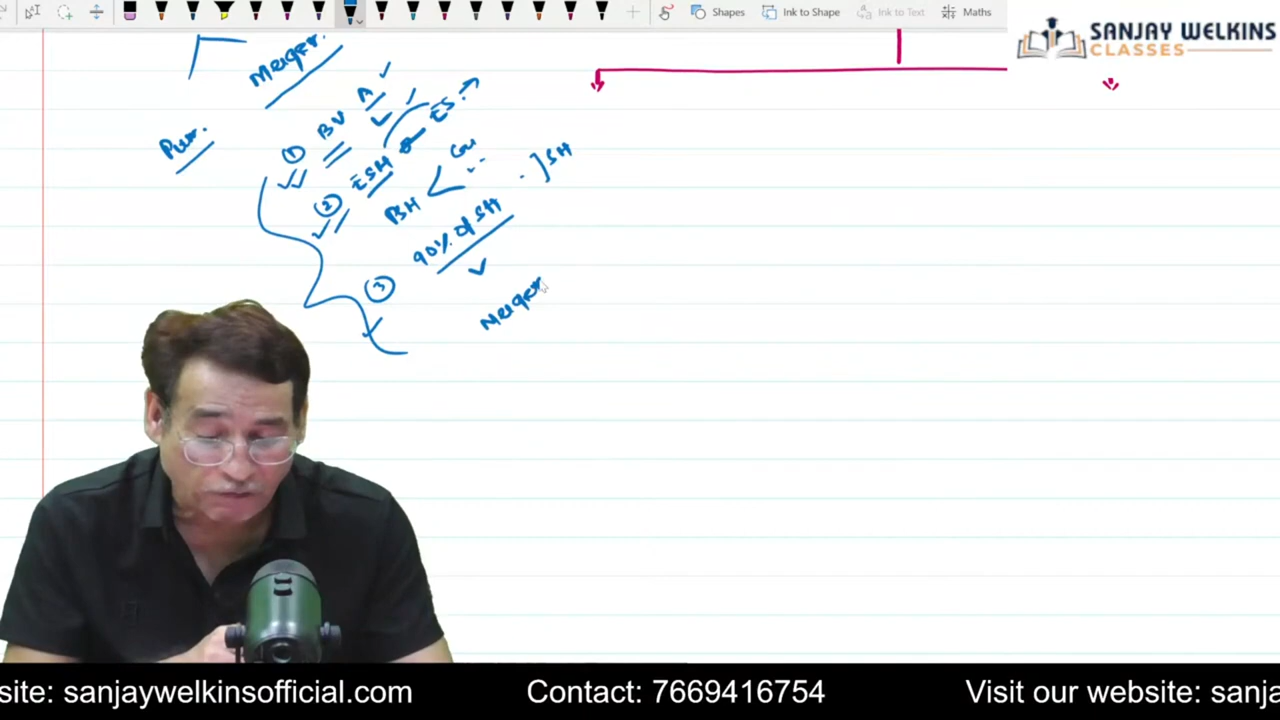 Shapes Ink to Shape Ink to Text Maths
SANJAY WELKINS
CLASSES
Merger.
Pur.
① BV A
② ESH ES
BH
] SH
③ 90% of SH
Merger
site: sanjaywelkinsofficial.com Contact: 7669416754 Visit our website: sanja